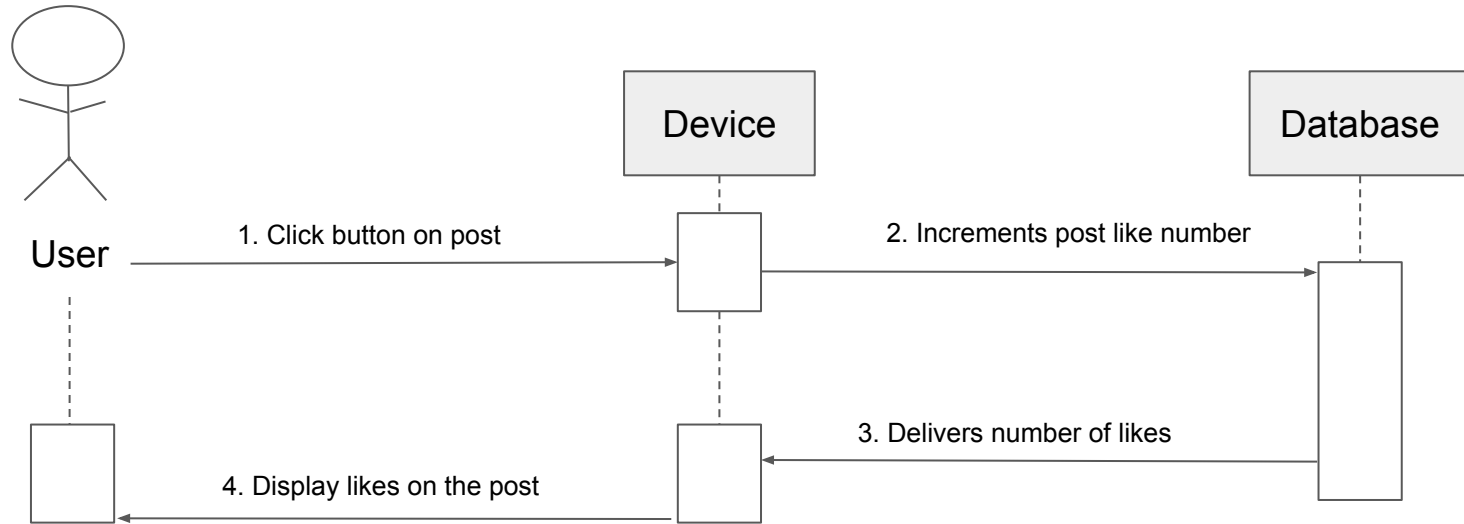 Device
Database
1. Click button on post
2. Increments post like number
User
3. Delivers number of likes
4. Display likes on the post